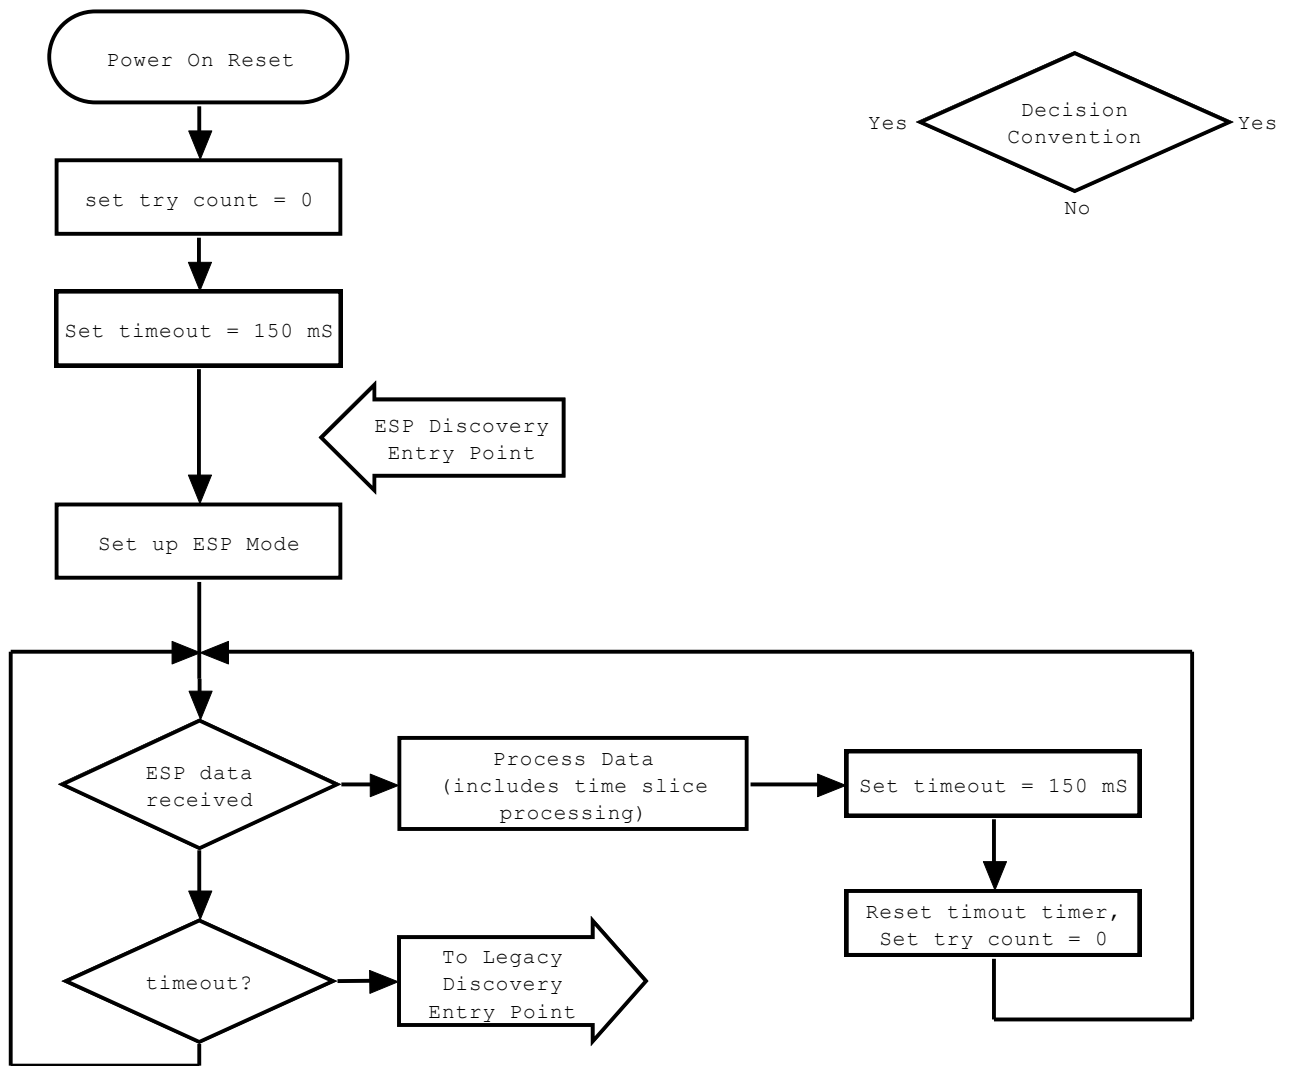 Power On Reset
Decision
Convention
Yes
Yes
No
set try count = 0
Set timeout = 150 mS
ESP Discovery
Entry Point
Set up ESP Mode
ESP data
received
Process Data
(includes time slice
processing)
Set timeout = 150 mS
Reset timout timer,
Set try count = 0
timeout?
To Legacy
Discovery
Entry Point